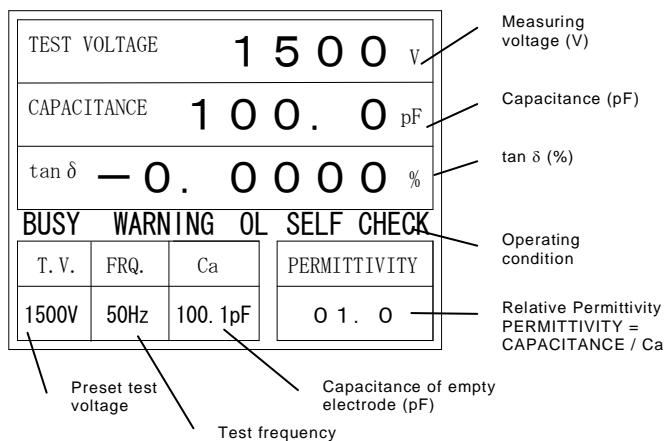 TEST VOLTAGE 1500 V
Measuring
voltage (V)
CAPACITANCE 100. 0 pF
Capacitance (pF)
tan δ −0. 0000 %
tan δ (%)
BUSY WARNING OL SELF CHECK
Operating
condition
T. V. FRQ. Ca PERMITTIVITY
1500V 50Hz 100. 1pF 01. 0
Relative Permittivity
PERMITTIVITY =
CAPACITANCE / Ca
Preset test
voltage
Capacitance of empty
electrode (pF)
Test frequency